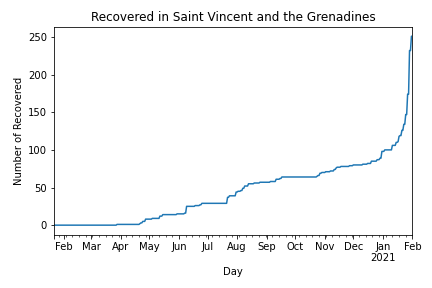 Recovered in Saint Vincent and the Grenadines
Number of Recovered
250
200
150
100
50
0
Feb Mar Apr May Jun Jul Aug Sep Oct Nov Dec Jan Feb
2021
Day